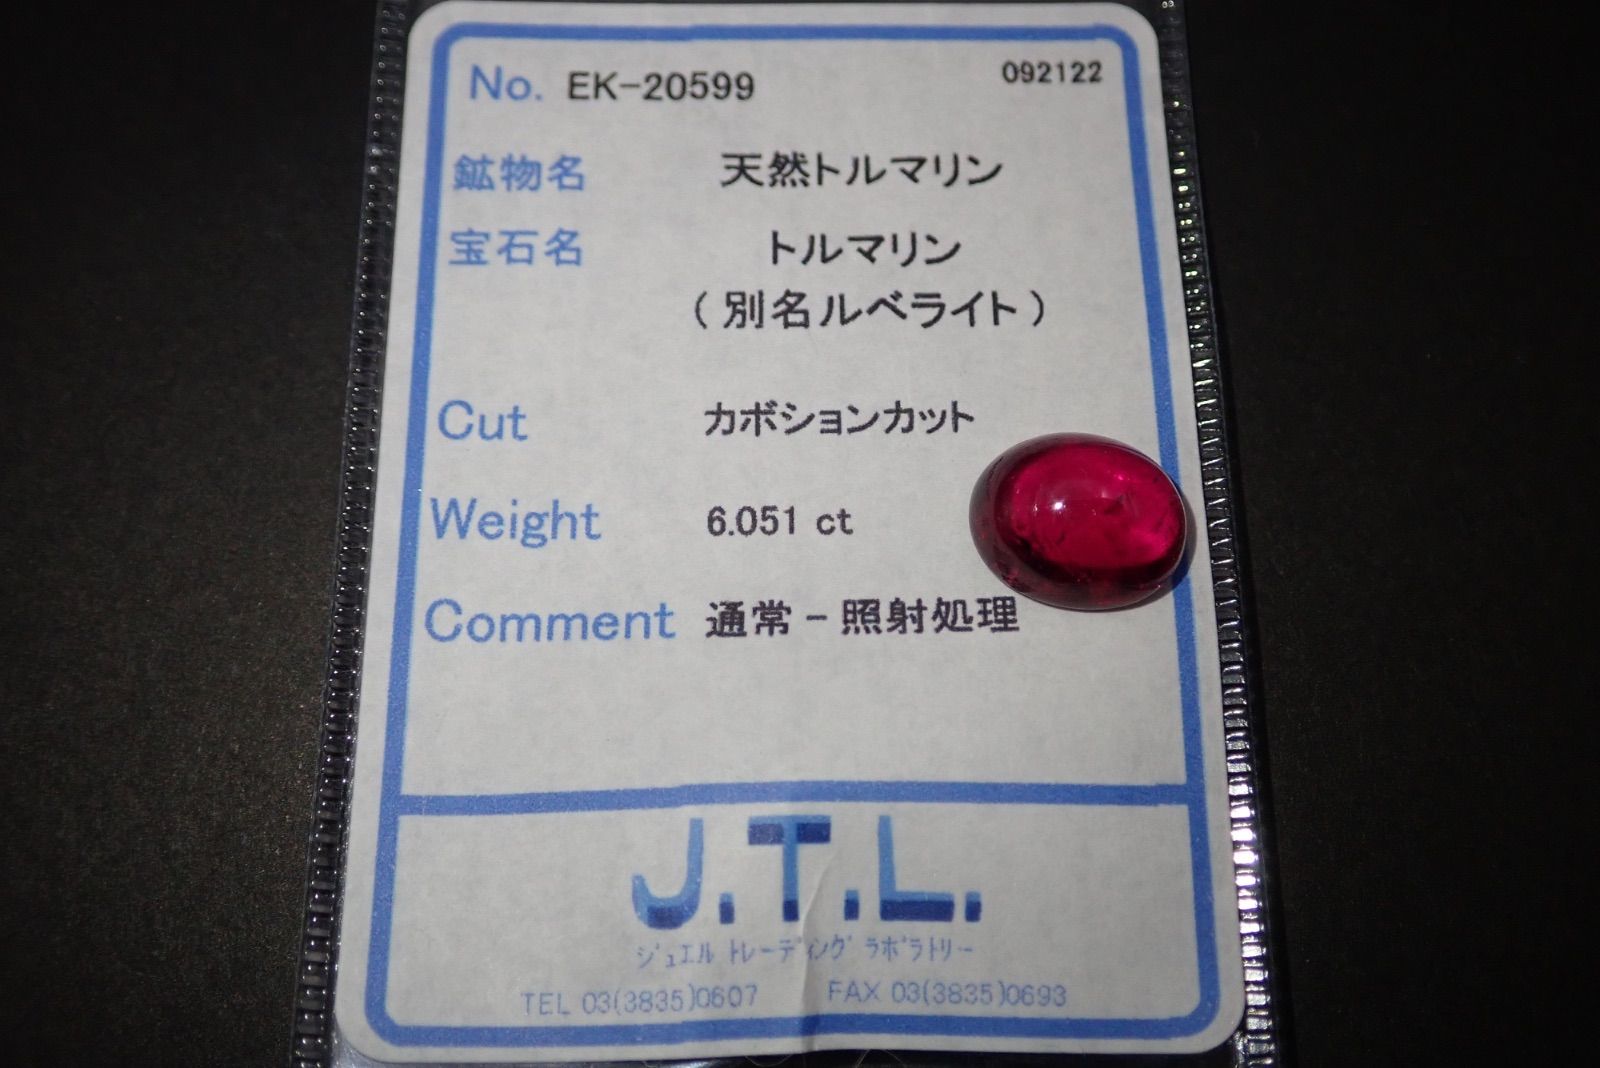 No. EK-20599 092122
鉱物名 天然トルマリン
宝石名 トルマリン
(別名ルベライト)
Cut カボションカット
Weight 6.051 ct
Comment 通常-照射処理
J.T.L.
ジュエル トレーディング ラボラトリー
TEL 03(3835)0607 FAX 03(3835)0693